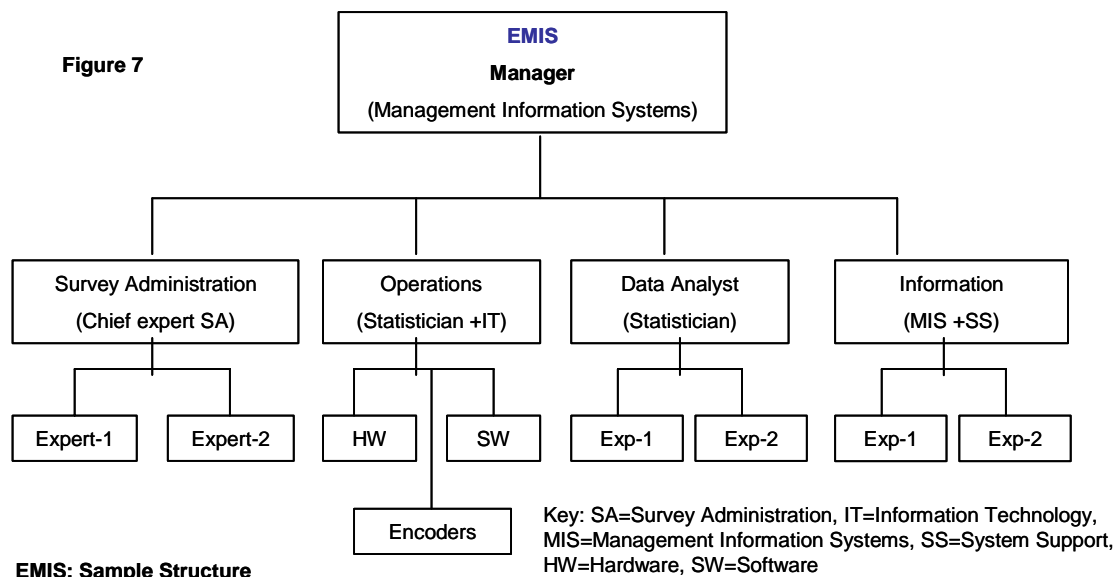 Figure 7
EMIS
Manager
(Management Information Systems)
Survey Administration
(Chief expert SA)
Operations
(Statistician +IT)
Data Analyst
(Statistician)
Information
(MIS +SS)
Expert-1
Expert-2
HW
SW
Exp-1
Exp-2
Exp-1
Exp-2
Encoders
Key: SA=Survey Administration, IT=Information Technology,
MIS=Management Information Systems, SS=System Support,
HW=Hardware, SW=Software
EMIS: Sample Structure